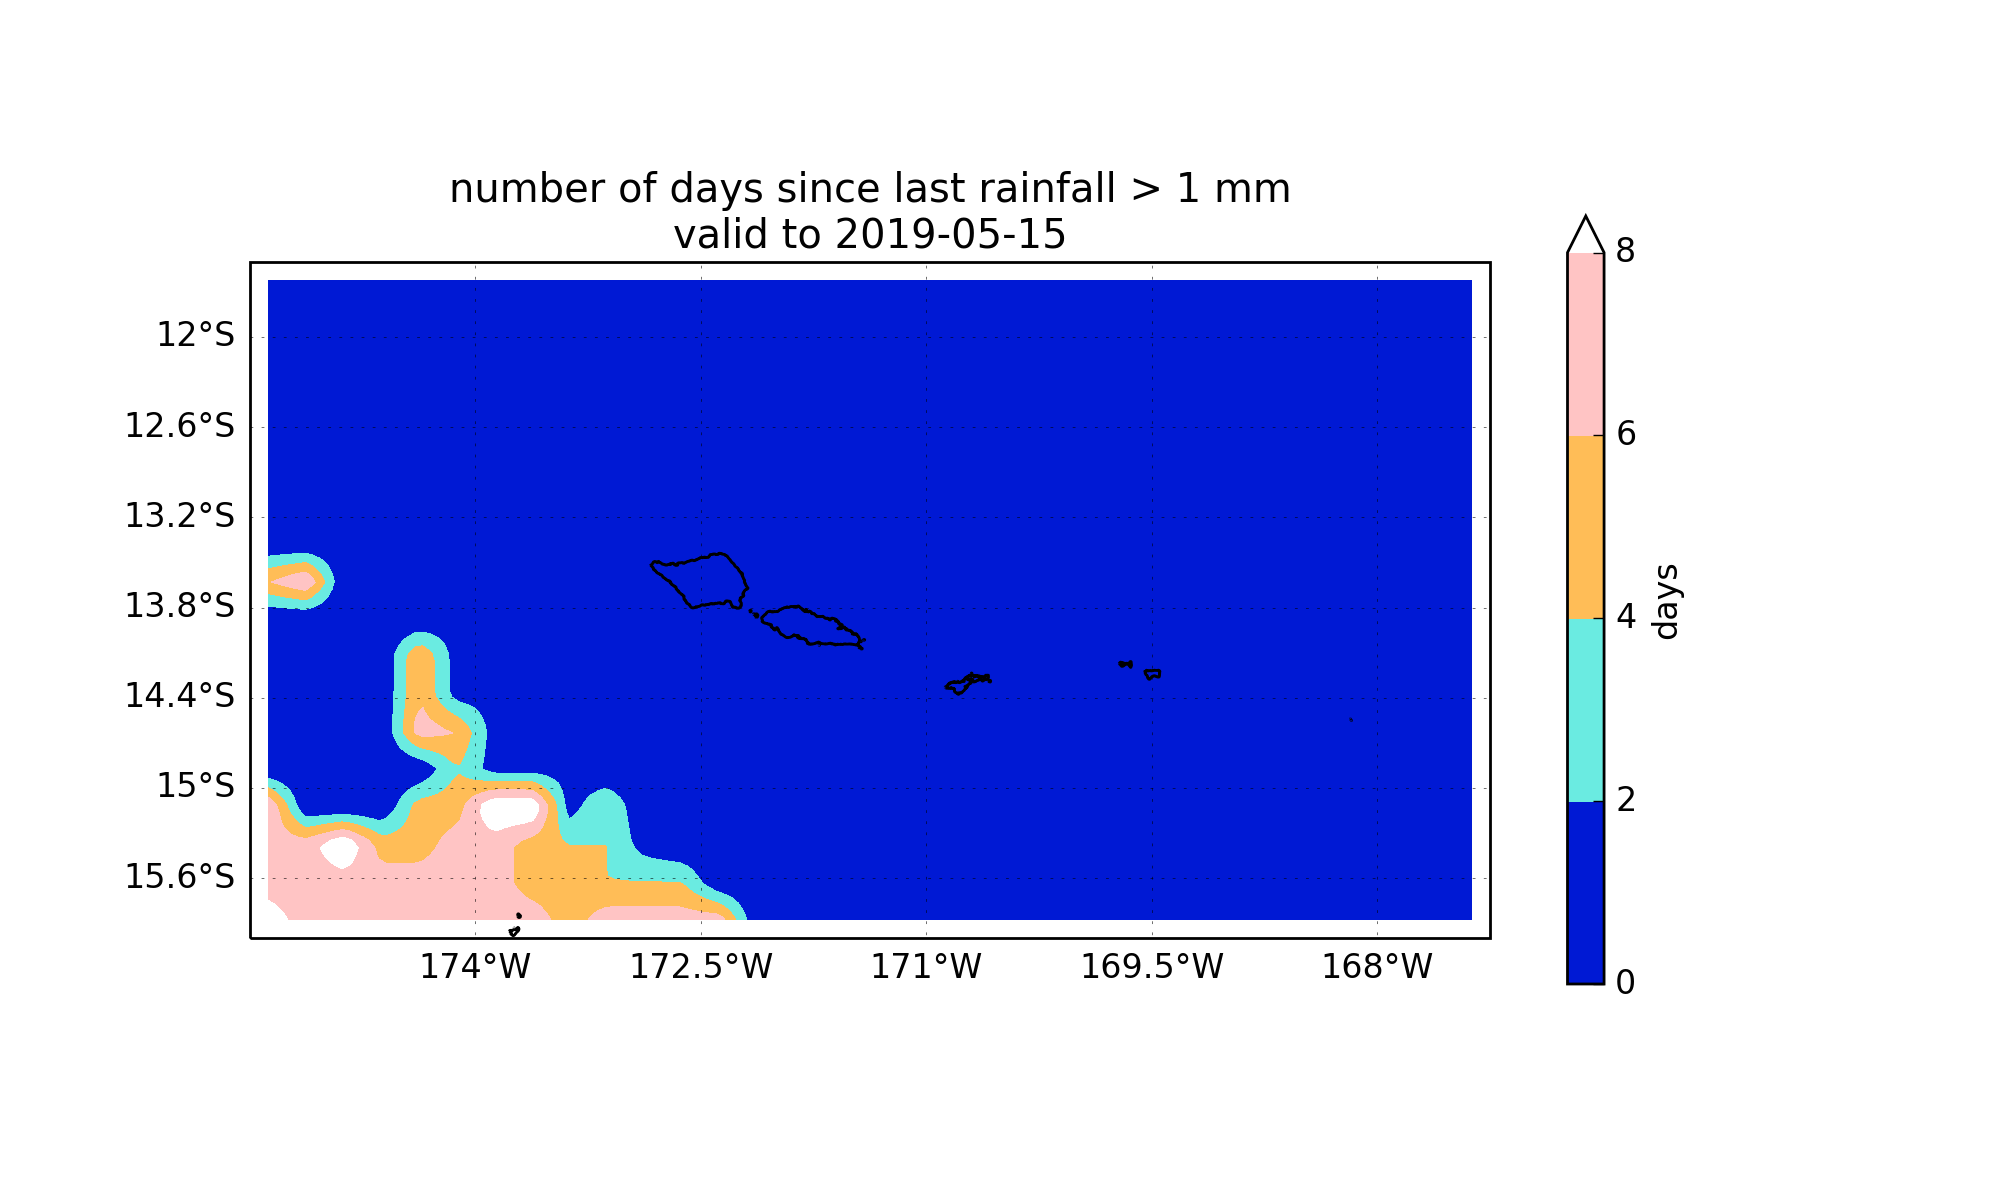 number of days since last rainfall > 1 mm
valid to 2019-05-15
12°S
12.6°S
13.2°S
13.8°S
14.4°S
15°S
15.6°S
174°W
172.5°W
171°W
169.5°W
168°W
8
6
4
2
0
days